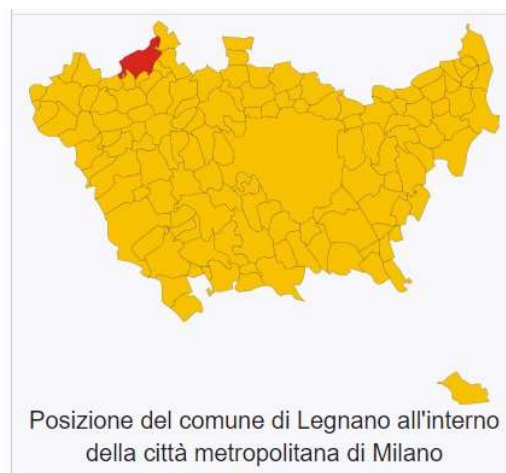 Posizione del comune di Legnano all'interno
della città metropolitana di Milano